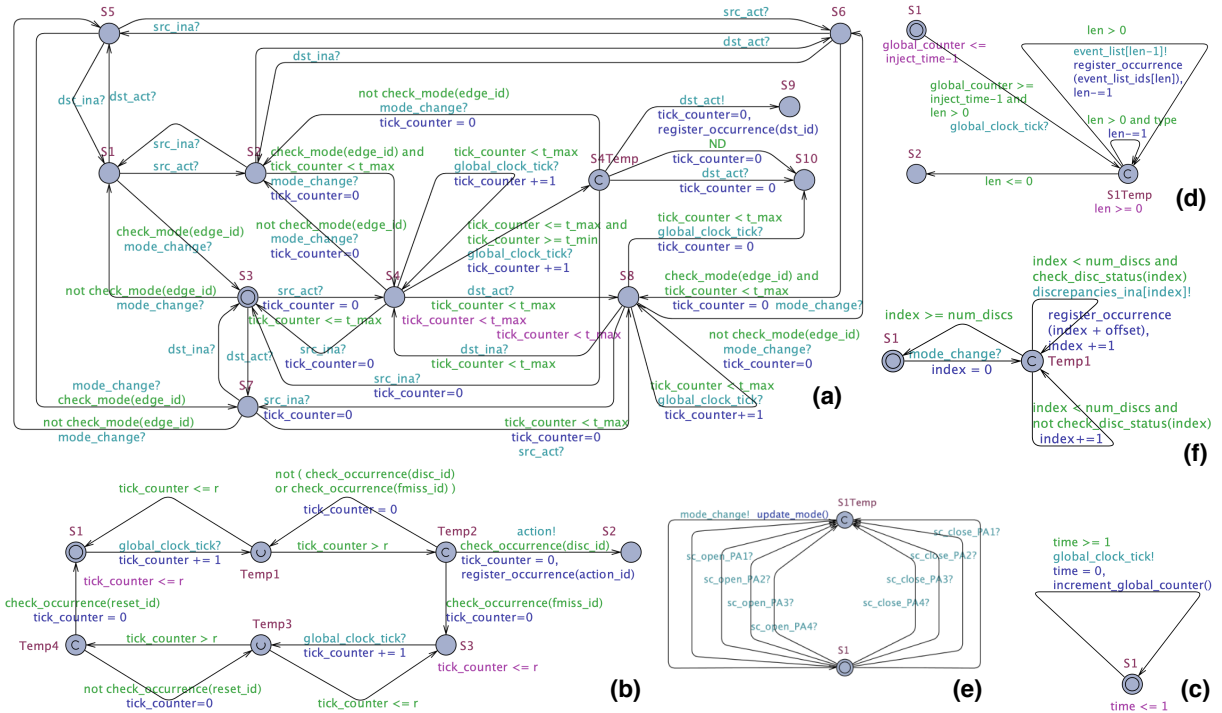 S5
src_ina?
src_act?
S6
dst_act?
dst_ina?
dst_ina?
dst_act?
not check_mode(edge_id)
mode_change?
tick_counter = 0
S9
dst_act!
tick_counter=0,
register_occurrence(dst_id)
src_ina?
S1
src_act?
S2
check_mode(edge_id) and
tick_counter < t_max
mode_change?
tick_counter=0
tick_counter < t_max
global_clock_tick?
tick_counter +=1
S4Temp
C
ND
tick_counter=0
dst_act?
tick_counter = 0
S10
check_mode(edge_id)
mode_change?
not check_mode(edge_id)
mode_change?
tick_counter=0
tick_counter <= t_max and
tick_counter >= t_min
global_clock_tick?
tick_counter +=1
tick_counter < t_max
global_clock_tick?
tick_counter = 0
S3
S4
S8
not check_mode(edge_id)
mode_change?
src_act?
tick_counter = 0
tick_counter <= t_max
dst_act?
tick_counter < t_max
tick_counter < t_max
tick_counter < t_max
check_mode(edge_id) and
tick_counter < t_max
tick_counter = 0
mode_change?
dst_ina?
dst_act?
src_ina?
tick_counter=0
dst_ina?
tick_counter < t_max
not check_mode(edge_id)
mode_change?
tick_counter = 0
S7
mode_change?
check_mode(edge_id)
src_ina?
tick_counter=0
src_ina?
tick_counter=0
tick_counter < t_max
global_clock_tick?
tick_counter+=1
not check_mode(edge_id)
mode_change?
tick_counter < t_max
tick_counter=0
src_act?
(a)
S1
global_counter <=
inject_time-1
len > 0
event_list[len-1]!
register_occurrence
(event_list_ids[len]),
len-=1
global_counter >=
inject_time-1 and
len > 0
global_clock_tick?
len > 0 and type
len-=1
S2
C
len <= 0
S1Temp
len >= 0
(d)
index < num_discs and
check_disc_status(index)
discrepancies_ina[index]!
index >= num_discs
register_occurrence
(index + offset),
index +=1
S1
mode_change?
index = 0
C
Temp1
index < num_discs and
not check_disc_status(index)
index+=1
(f)
tick_counter <= r
not ( check_occurrence(disc_id)
or check_occurrence(fmiss_id) )
tick_counter = 0
S1
global_clock_tick?
tick_counter += 1
Temp1
tick_counter > r
Temp2
C
action!
check_occurrence(disc_id)
tick_counter = 0,
register_occurrence(action_id)
S2
tick_counter <= r
check_occurrence(reset_id)
tick_counter = 0
check_occurrence(fmiss_id)
tick_counter=0
Temp4
C
tick_counter > r
Temp3
global_clock_tick?
tick_counter += 1
S3
tick_counter <= r
not check_occurrence(reset_id)
tick_counter=0
tick_counter <= r
(b)
S1Temp
mode_change!
update_mode()
C
sc_open_PA1?
sc_open_PA2?
sc_open_PA3?
sc_open_PA4?
sc_close_PA1?
sc_close_PA2?
sc_close_PA3?
sc_close_PA4?
S1
(e)
time >= 1
global_clock_tick!
time = 0,
increment_global_counter()
S1
time <= 1
(c)